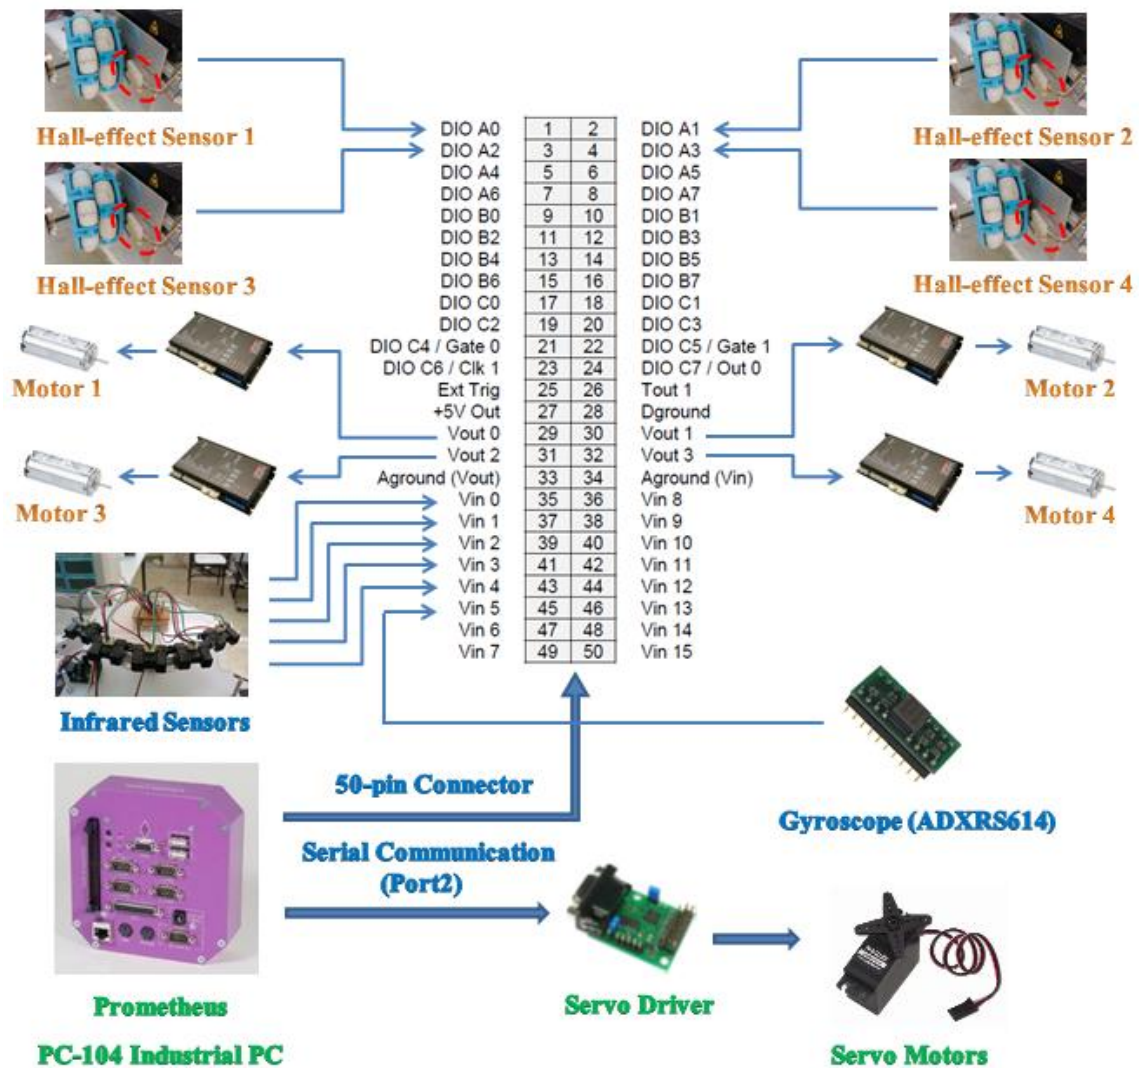 Hall-effect Sensor 1
Hall-effect Sensor 2
Hall-effect Sensor 3
Hall-effect Sensor 4
DIO A0 1 2 DIO A1
DIO A2 3 4 DIO A3
DIO A4 5 6 DIO A5
DIO A6 7 8 DIO A7
DIO B0 9 10 DIO B1
DIO B2 11 12 DIO B3
DIO B4 13 14 DIO B5
DIO B6 15 16 DIO B7
DIO C0 17 18 DIO C1
DIO C2 19 20 DIO C3
DIO C4 / Gate 0 21 22 DIO C5 / Gate 1
DIO C6 / Clk 1 23 24 DIO C7 / Out 0
Ext Trig 25 26 Tout 1
+5V Out 27 28 Dground
Vout 0 29 30 Vout 1
Vout 2 31 32 Vout 3
Aground (Vout) 33 34 Aground (Vin)
Vin 0 35 36 Vin 8
Vin 1 37 38 Vin 9
Vin 2 39 40 Vin 10
Vin 3 41 42 Vin 11
Vin 4 43 44 Vin 12
Vin 5 45 46 Vin 13
Vin 6 47 48 Vin 14
Vin 7 49 50 Vin 15
Motor 1
Motor 2
Motor 3
Motor 4
Infrared Sensors
50-pin Connector
Gyroscope (ADXRS614)
Serial Communication
(Port2)
Prometheus
PC-104 Industrial PC
Servo Driver
Servo Motors